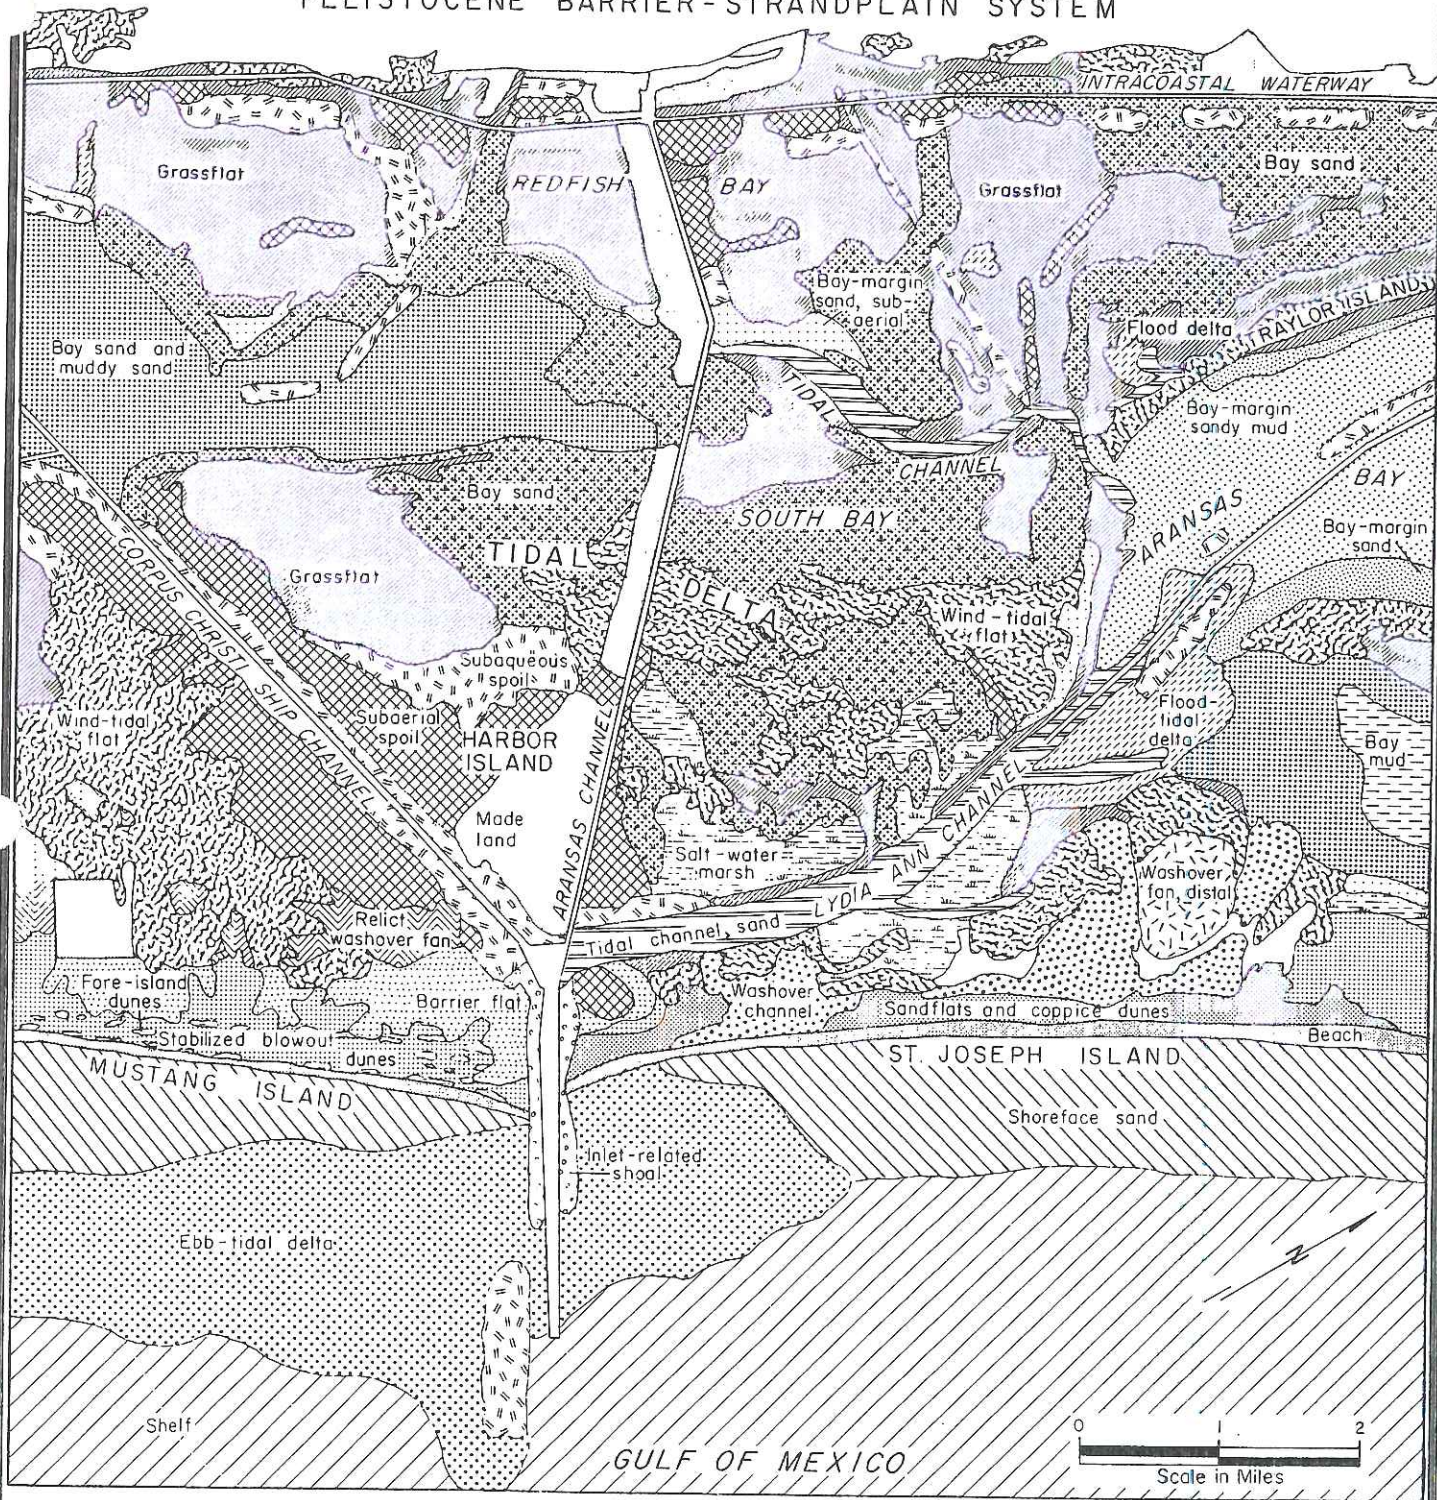 PLEISTOCENE BARRIER-STRANDPLAIN SYSTEM
INTRACOASTAL WATERWAY
Grassflat
REDFISH
BAY
Grassflat
Bay sand
Bay-margin
sand, sub-
aerial
Flood delta
TRAYLOR ISLAND
Bay sand and
muddy sand
TIDAL
CHANNEL
Bay-margin
sandy mud
ARANSAS
BAY
Bay sand
SOUTH BAY
Bay-margin
sand
Grassflat
TIDAL
DELTA
CORPUS CHRISTI
SHIP CHANNEL
Wind-tidal
flat
Subaqueous
spoil
Wind-tidal
flat
Subaerial
spoil
HARBOR
ISLAND
Flood
tidal
delta
Bay
mud
Made
land
ARANSAS CHANNEL
Salt-water
marsh
LYDIA ANN CHANNEL
Washover
fan distal
Relict
washover fan
Tidal channel sand
Fore-island
dunes
Barrier flat
Washover
channel
Sandflats and coppice dunes
Stabilized blowout
dunes
Beach
MUSTANG ISLAND
ST. JOSEPH ISLAND
Shoreface sand
Inlet-related
shoal
Ebb-tidal delta
N
Shelf
GULF OF MEXICO
0 1 2
Scale in Miles